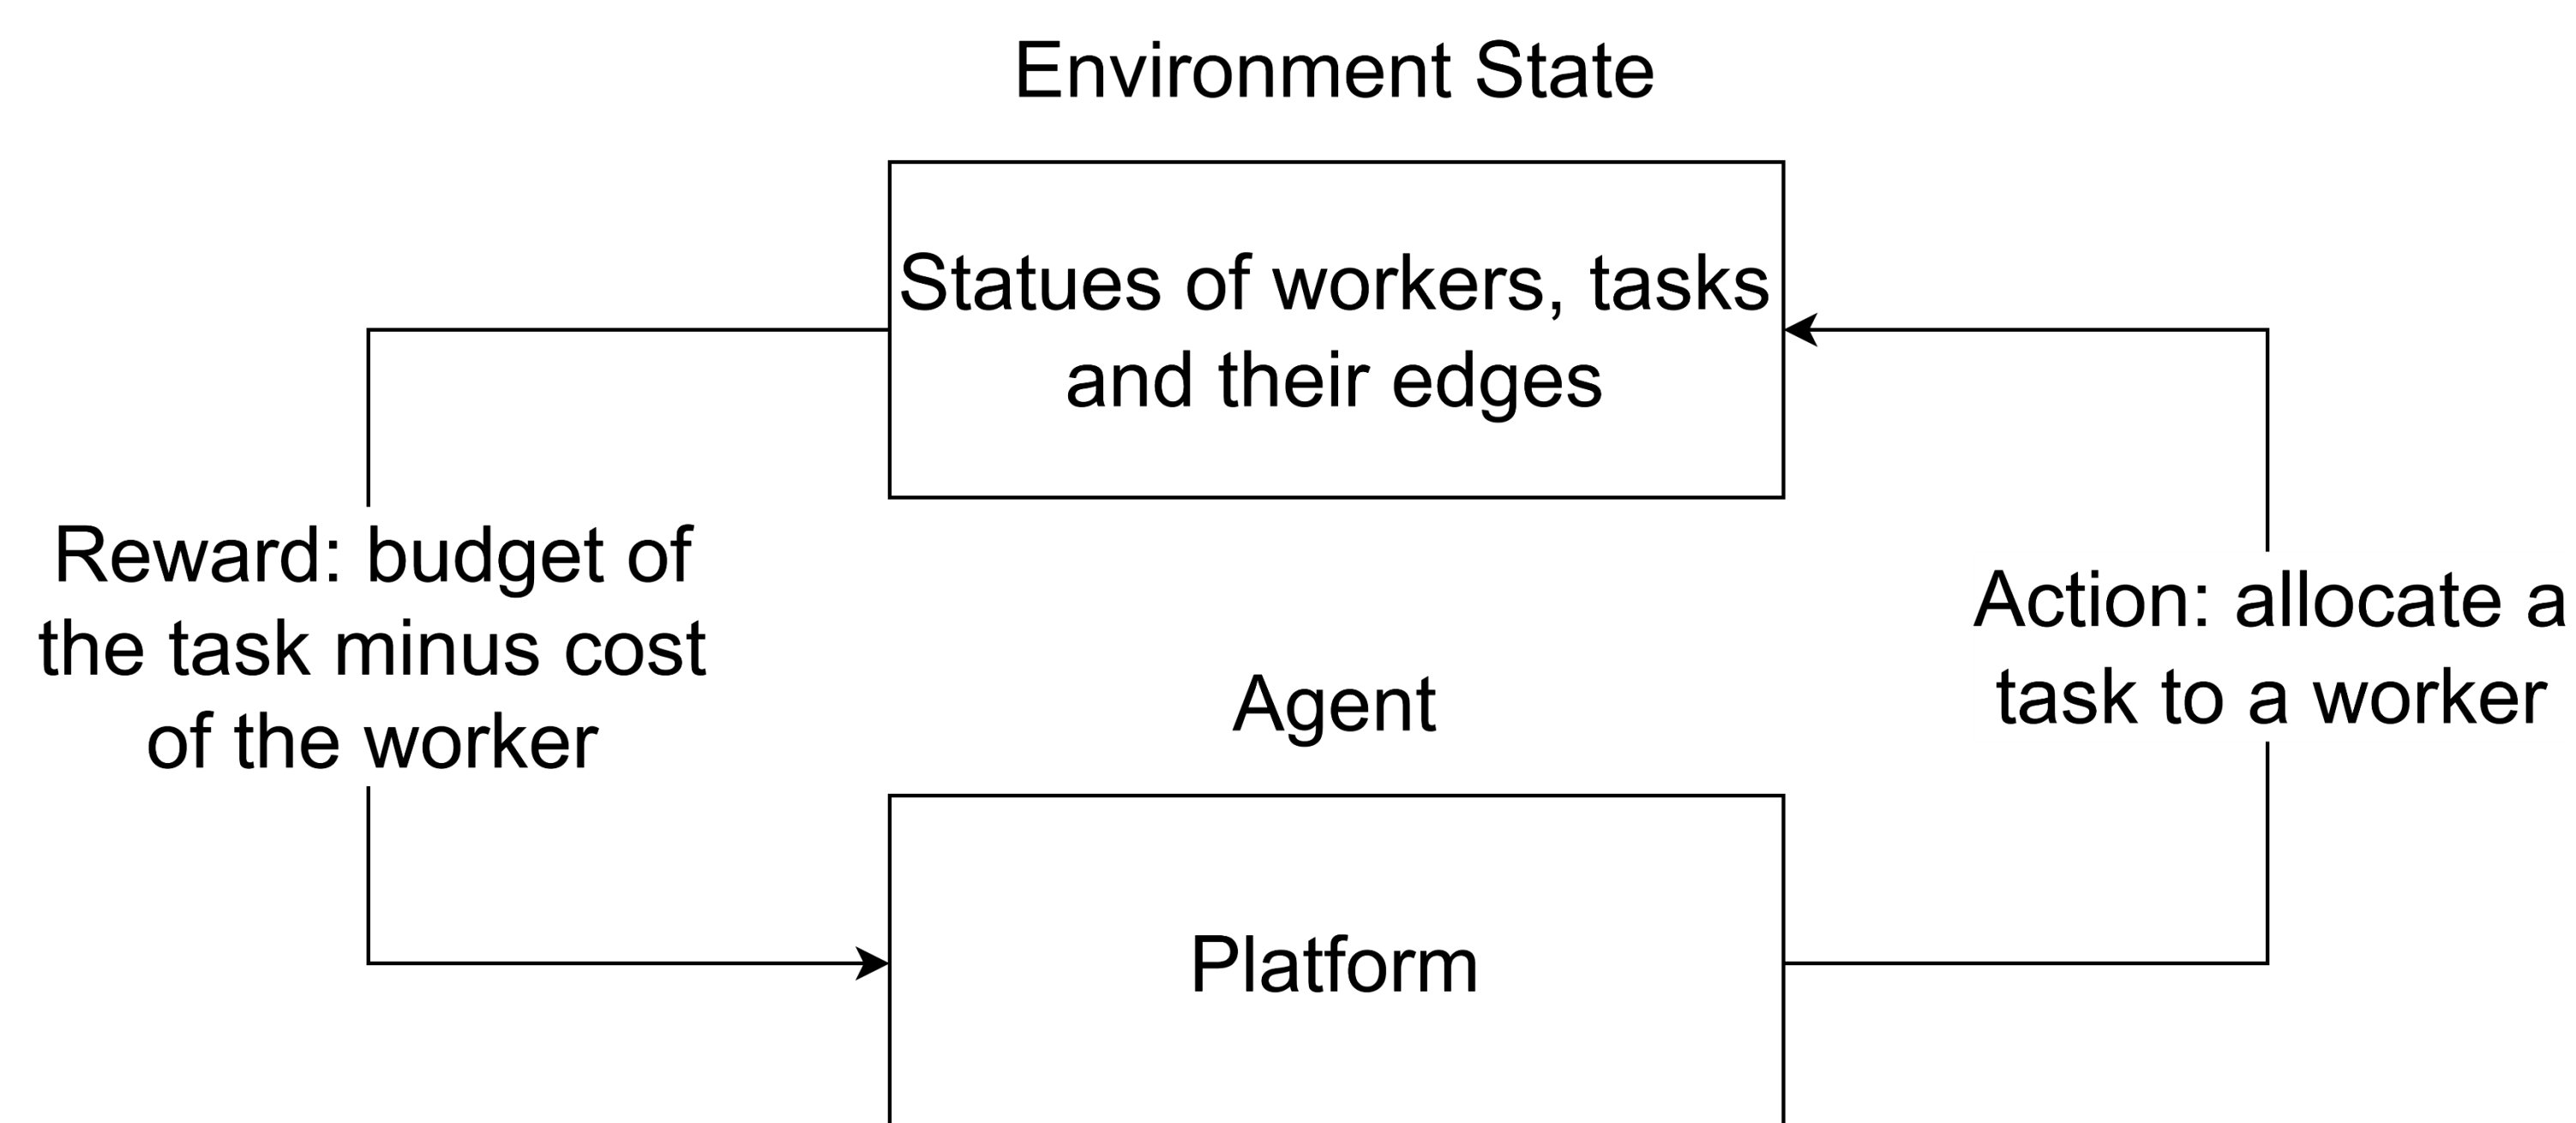 Environment State
Statues of workers, tasks
and their edges
Reward: budget of
the task minus cost
of the worker
Action: allocate a
task to a worker
Agent
Platform